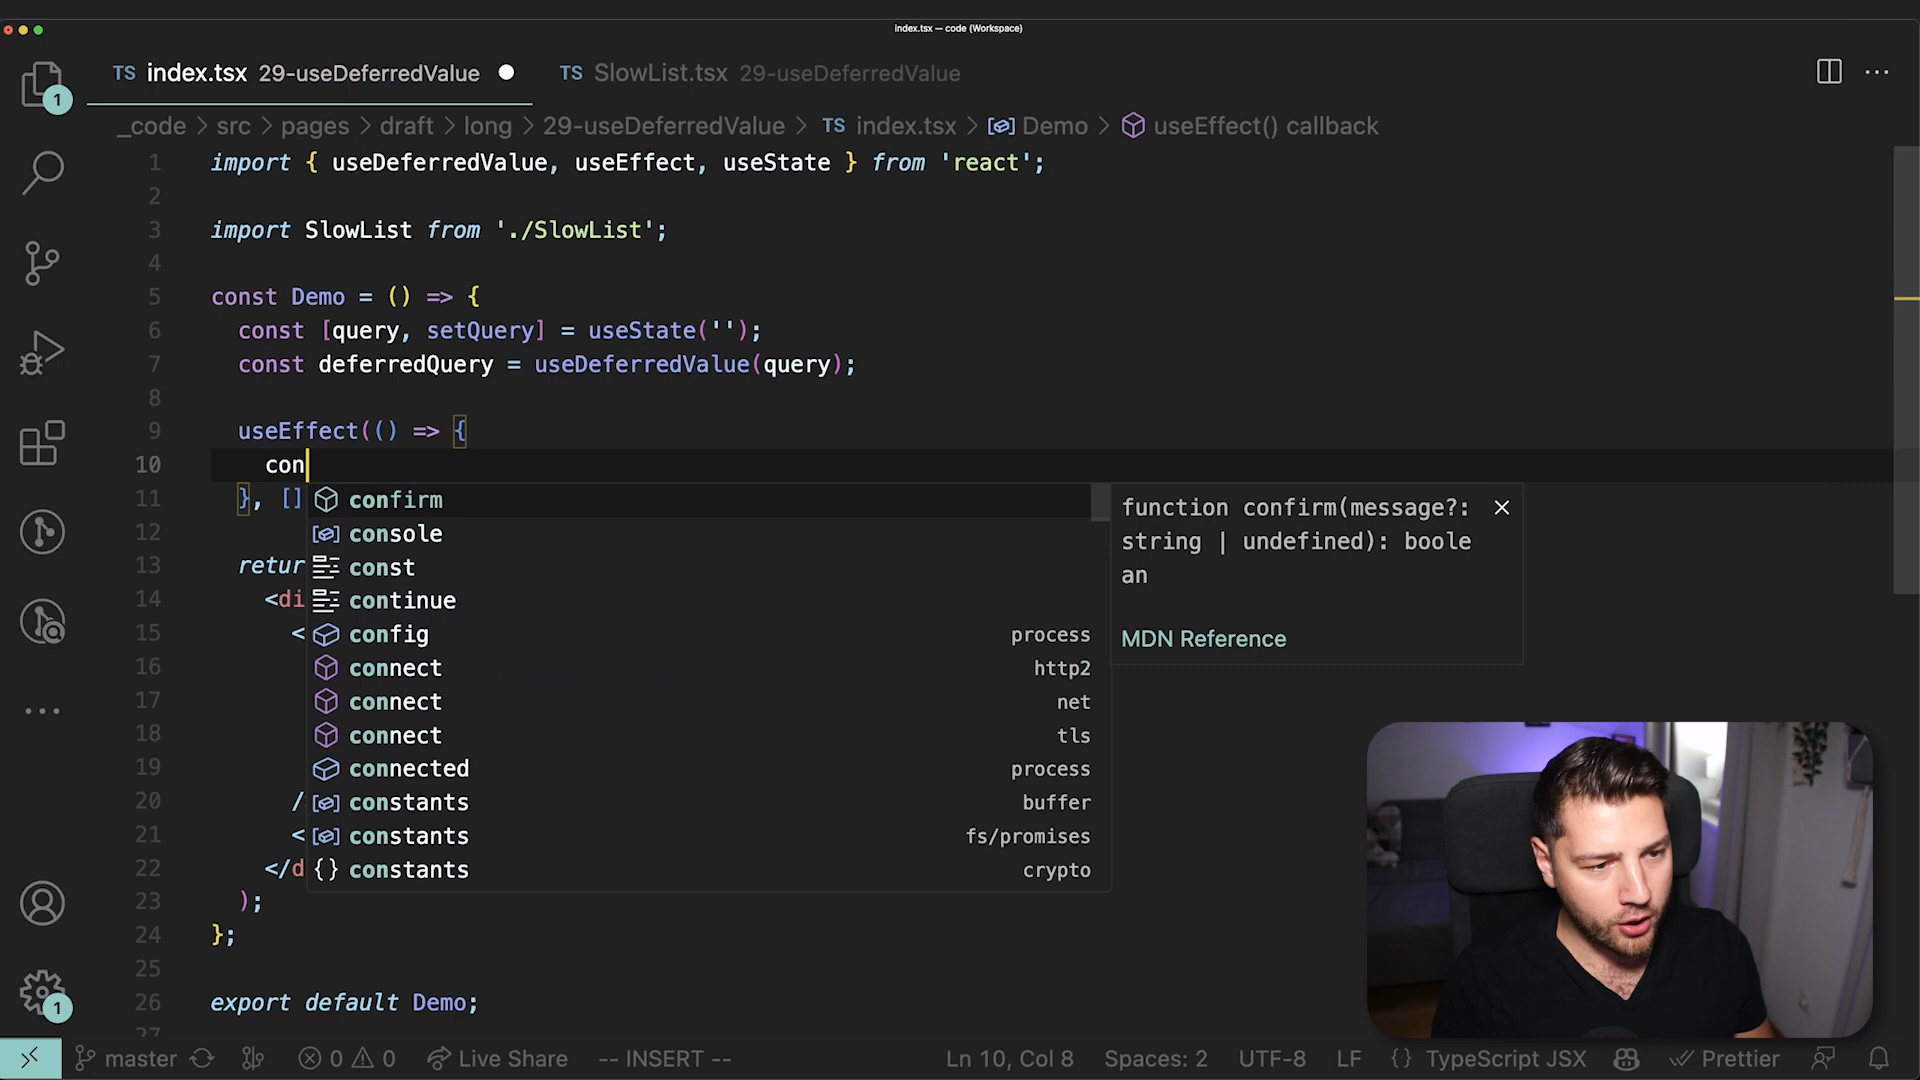 index.tsx — code (Workspace)
TS index.tsx 29-useDeferredValue
TS SlowList.tsx 29-useDeferredValue
_code > src > pages > draft > long > 29-useDeferredValue > TS index.tsx > Demo > useEffect() callback
1 import { useDeferredValue, useEffect, useState } from 'react';
2
3 import SlowList from './SlowList';
4
5 const Demo = () => {
6 const [query, setQuery] = useState('');
7 const deferredQuery = useDeferredValue(query);
8
9 useEffect(() => {
10 con
11 }, []
12
13 retur
14 <di
15 <
16
17
18
19
20 /
21 <
22 </d
23 );
24 };
25
26 export default Demo;
27
confirm
console
const
continue
config process
connect http2
connect net
connect tls
connected process
constants buffer
constants fs/promises
{} constants crypto
function confirm(message?:
string | undefined): boole
an
MDN Reference
1
1
master
0
0
Live Share
-- INSERT --
Ln 10, Col 8
Spaces: 2
UTF-8
LF
{ } TypeScript JSX
Prettier